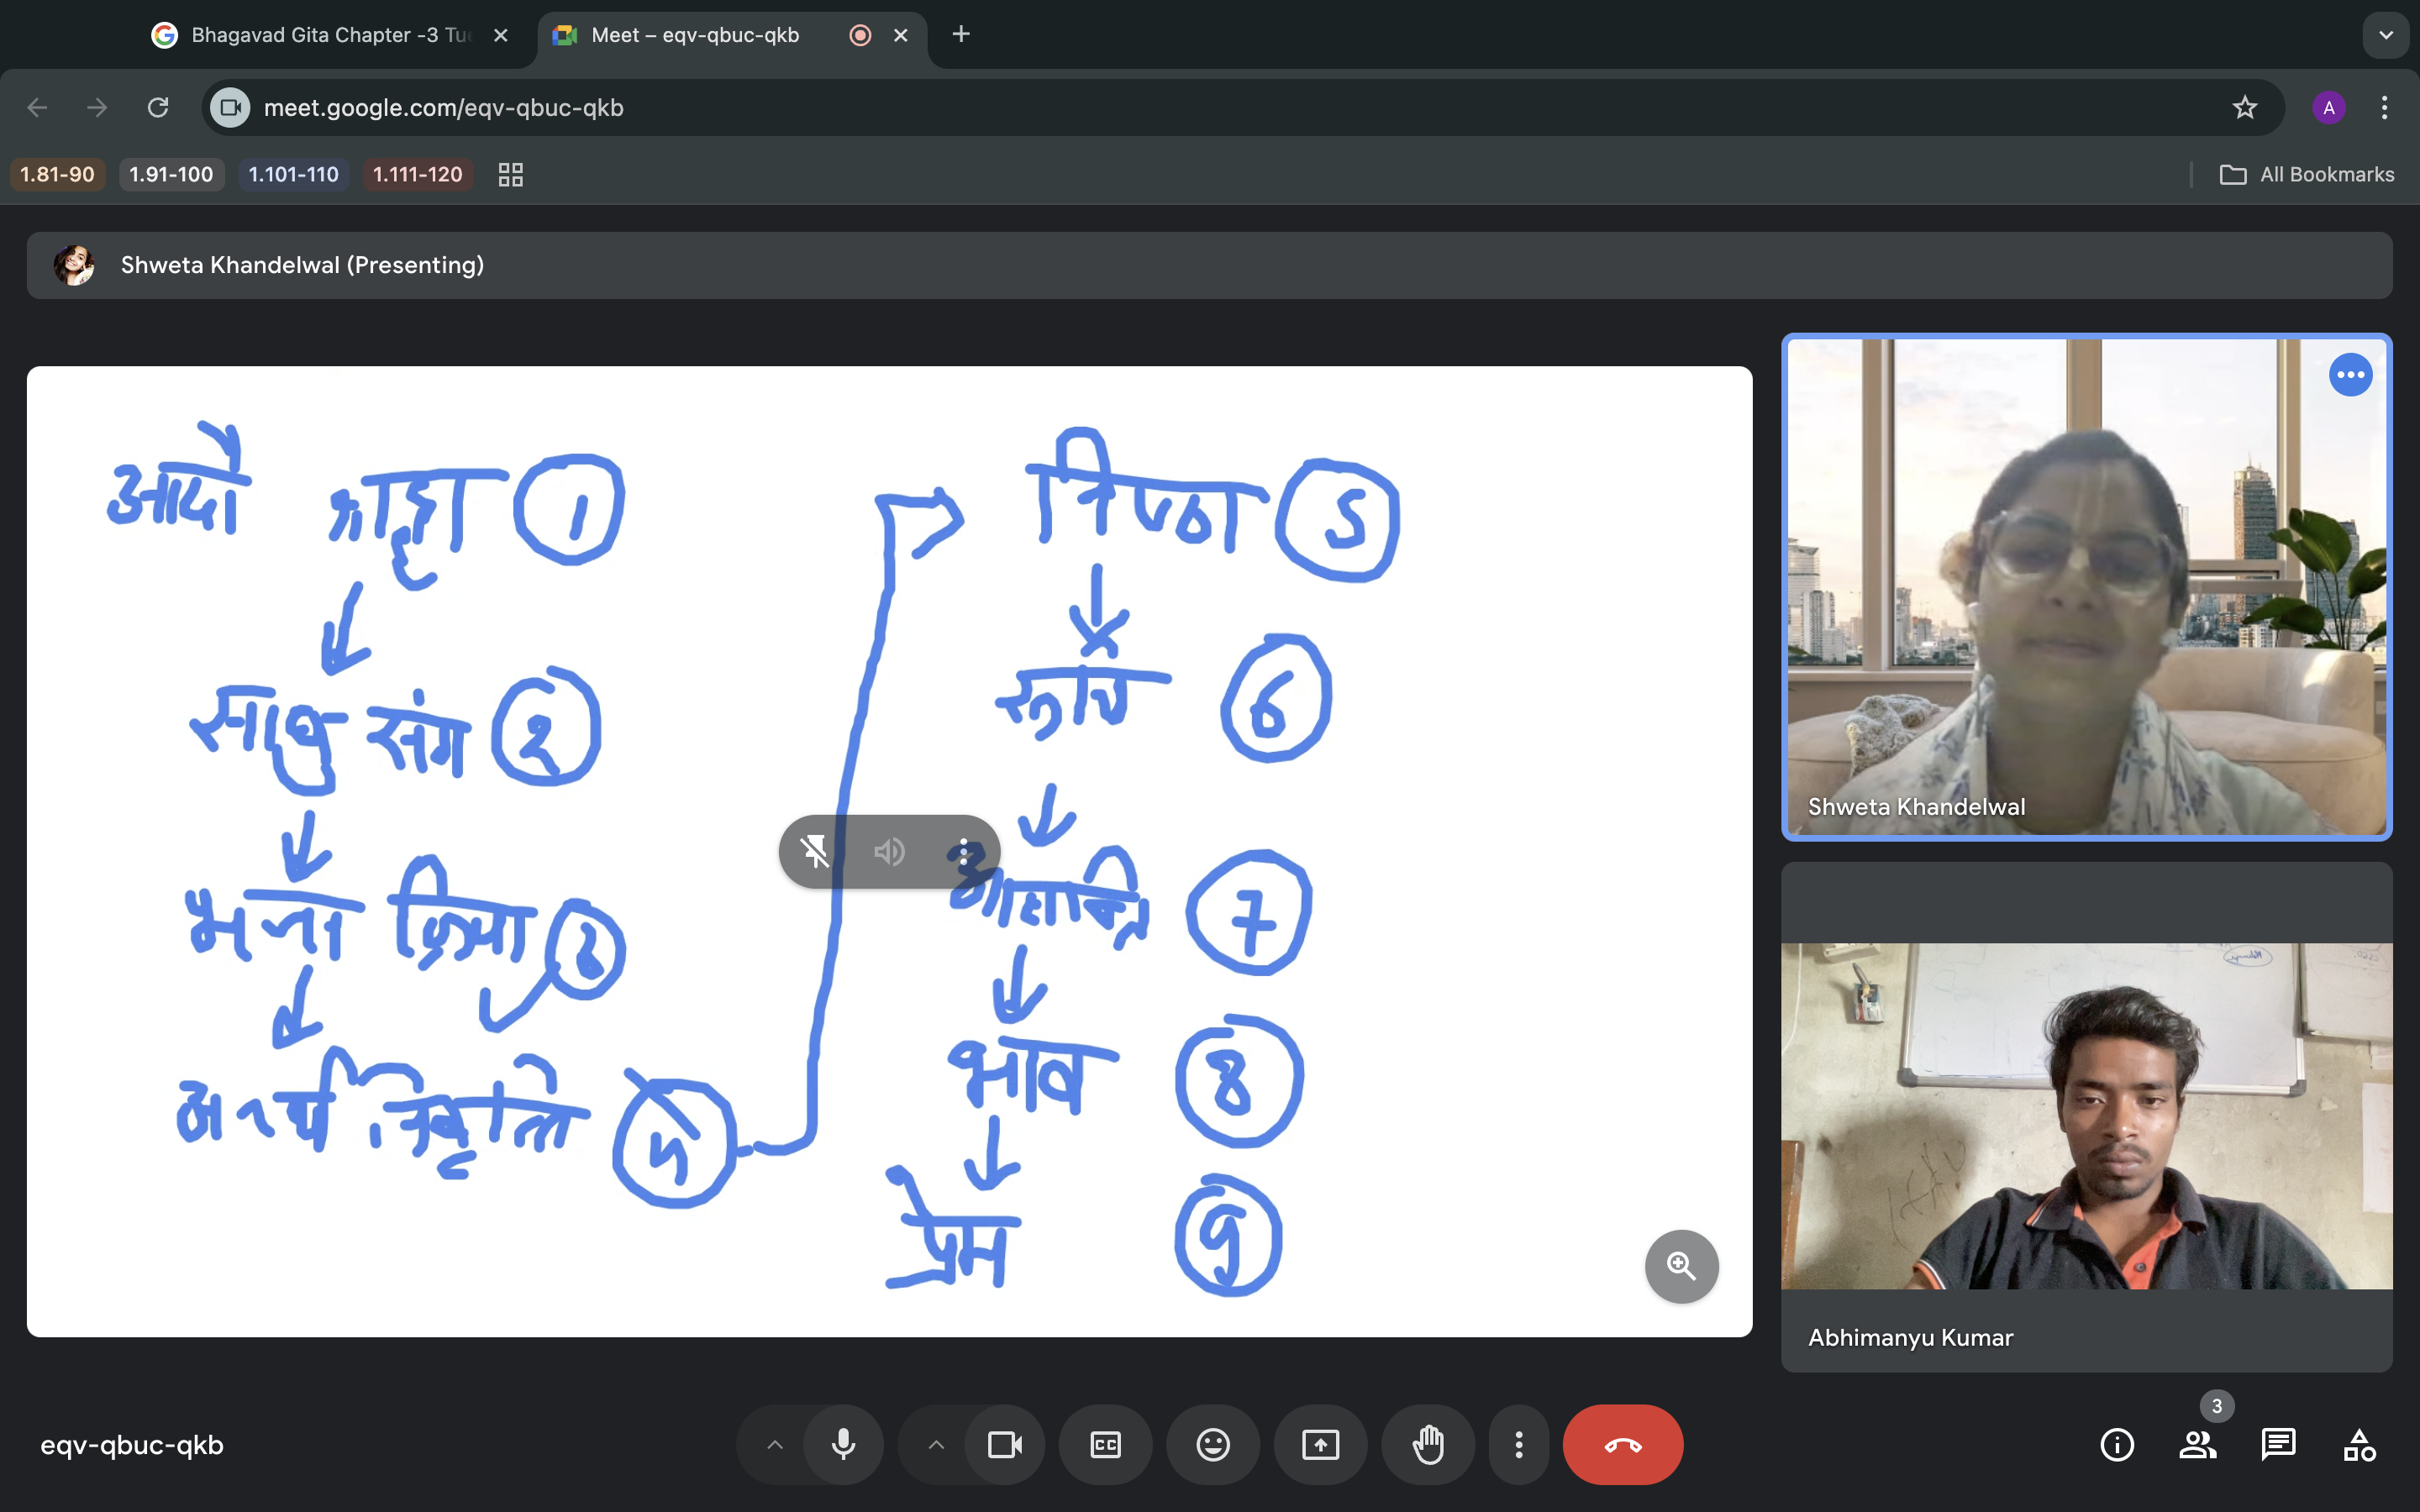 Bhagavad Gita Chapter -3 Tue
Meet – eqv-qbuc-qkb
meet.google.com/eqv-qbuc-qkb
A
1.81-90
1.91-100
1.101-110
1.111-120
All Bookmarks
Shweta Khandelwal (Presenting)
आदौ श्रद्धा 1
साधु संग 2
भजन क्रिया 3
अनर्थ निवृत्ति 4
निष्ठा 5
रूचि 6
आसक्ति 7
भाव 8
प्रेम 9
Shweta Khandelwal
Abhimanyu Kumar
eqv-qbuc-qkb
CC
3